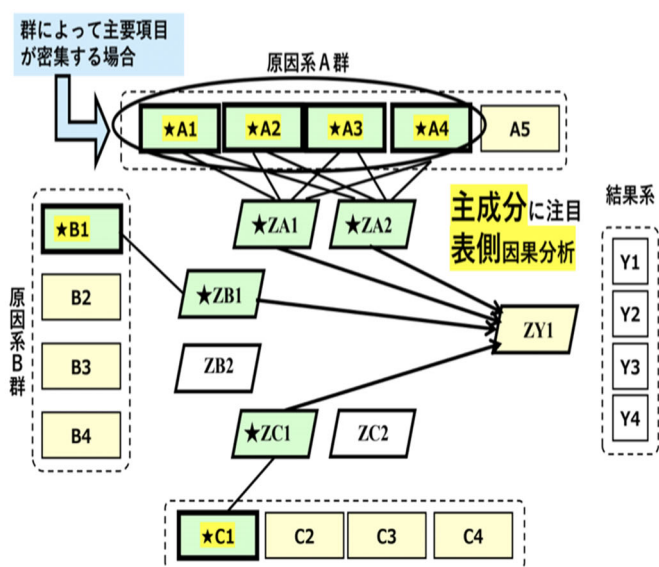 群によって主要項目
が密集する場合
原因系A群
★A1
★A2
★A3
★A4
A5
★ZA1
★ZA2
主成分に注目
表側因果分析
結果系
★B1
B2
B3
B4
原因系B群
★ZB1
ZB2
ZY1
Y1
Y2
Y3
Y4
★ZC1
ZC2
★C1
C2
C3
C4